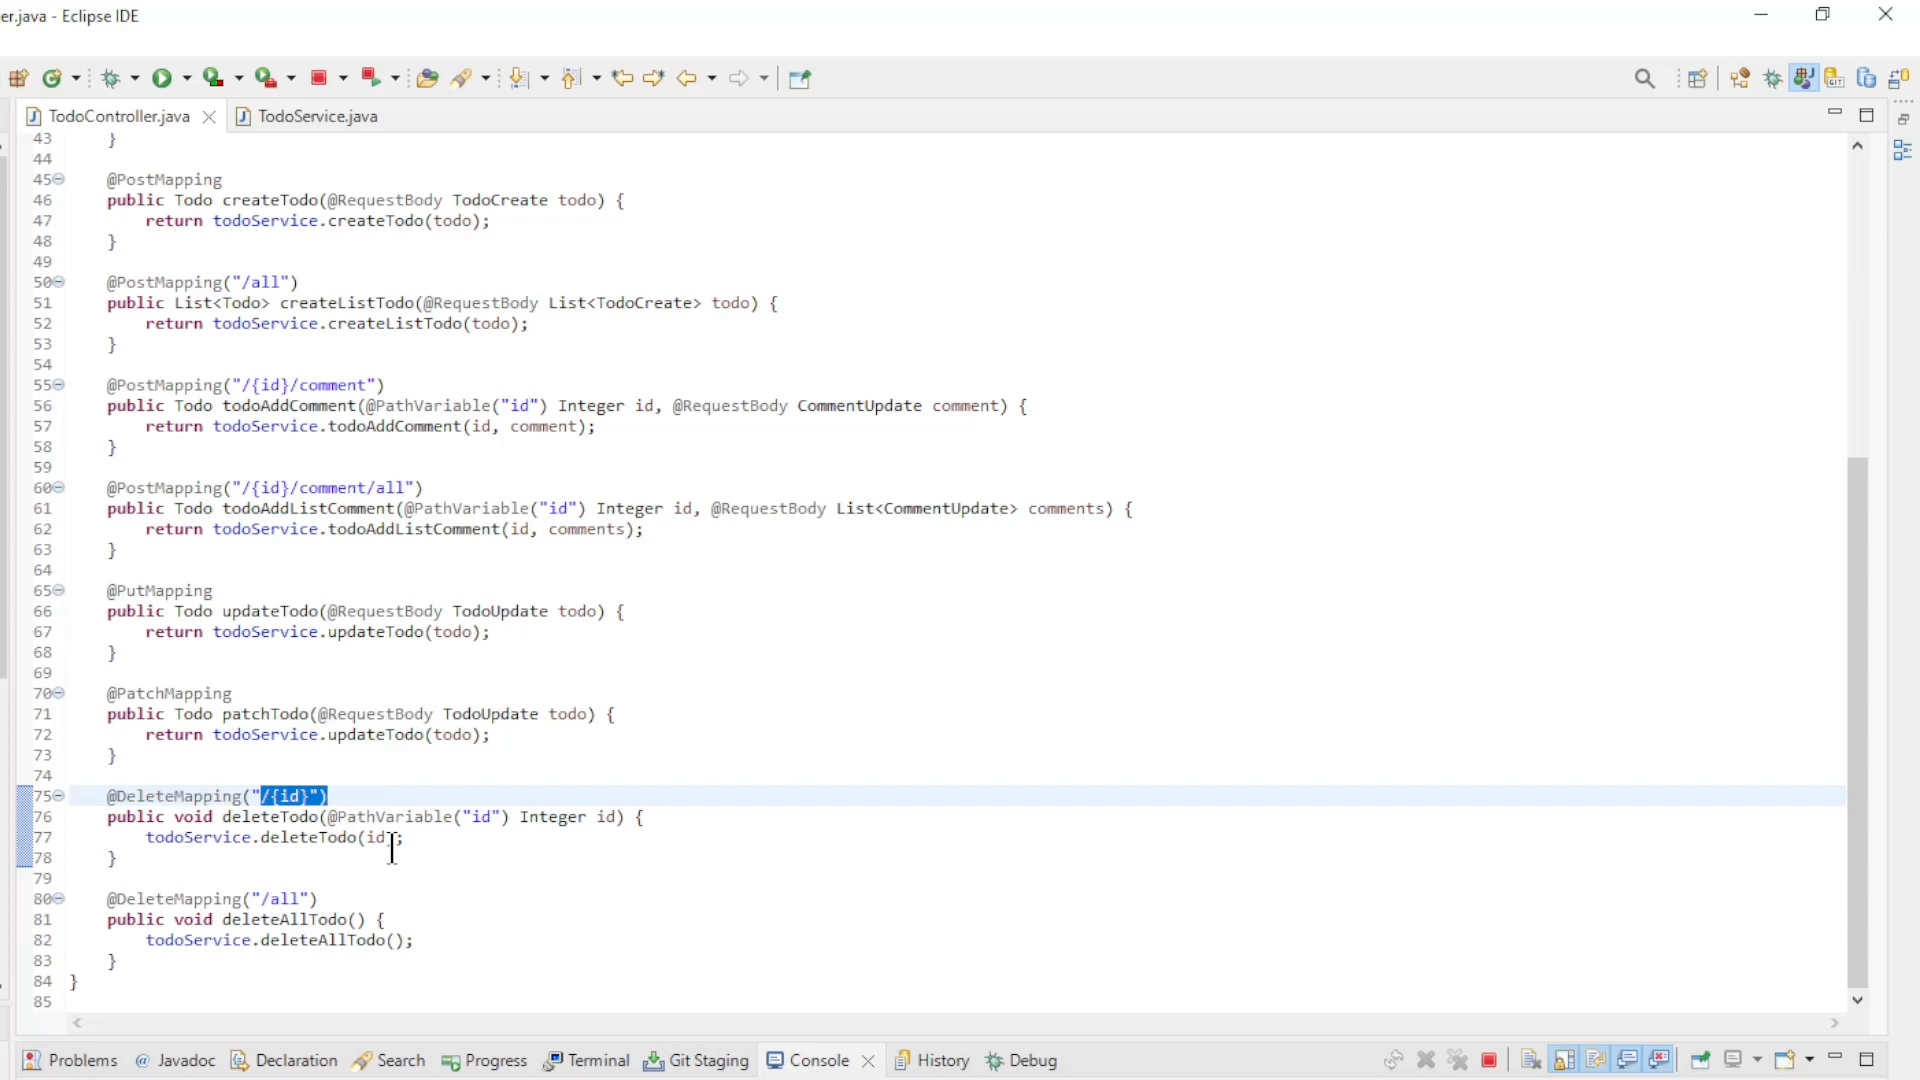 er.java - Eclipse IDE
TodoController.java
TodoService.java
43 }
44
45 @PostMapping
46 public Todo createTodo(@RequestBody TodoCreate todo) {
47 return todoService.createTodo(todo);
48 }
49
50 @PostMapping("/all")
51 public List<Todo> createListTodo(@RequestBody List<TodoCreate> todo) {
52 return todoService.createListTodo(todo);
53 }
54
55 @PostMapping("/{id}/comment")
56 public Todo todoAddComment(@PathVariable("id") Integer id, @RequestBody CommentUpdate comment) {
57 return todoService.todoAddComment(id, comment);
58 }
59
60 @PostMapping("/{id}/comment/all")
61 public Todo todoAddListComment(@PathVariable("id") Integer id, @RequestBody List<CommentUpdate> comments) {
62 return todoService.todoAddListComment(id, comments);
63 }
64
65 @PutMapping
66 public Todo updateTodo(@RequestBody TodoUpdate todo) {
67 return todoService.updateTodo(todo);
68 }
69
70 @PatchMapping
71 public Todo patchTodo(@RequestBody TodoUpdate todo) {
72 return todoService.updateTodo(todo);
73 }
74
75 @DeleteMapping("/{id}")
76 public void deleteTodo(@PathVariable("id") Integer id) {
77 todoService.deleteTodo(id);
78 }
79
80 @DeleteMapping("/all")
81 public void deleteAllTodo() {
82 todoService.deleteAllTodo();
83 }
84 }
85
Problems @ Javadoc Declaration Search Progress Terminal Git Staging Console History Debug